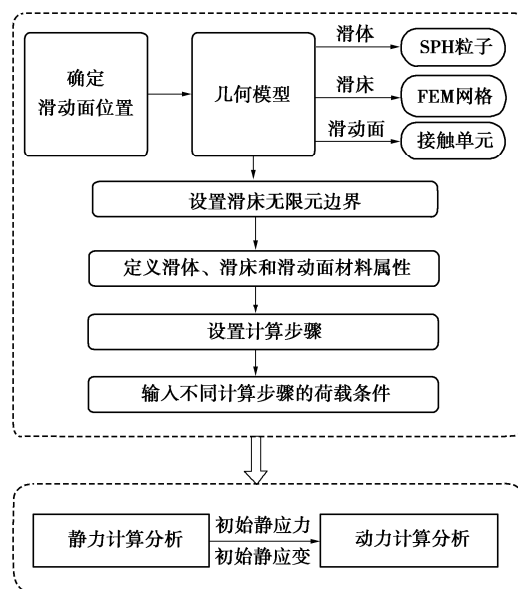 确定
滑动面位置
几何模型
滑体
SPH粒子
滑床
FEM网格
滑动面
接触单元
设置滑床无限元边界
定义滑体、滑床和滑动面材料属性
设置计算步骤
输入不同计算步骤的荷载条件
静力计算分析
初始静应力
初始静应变
动力计算分析